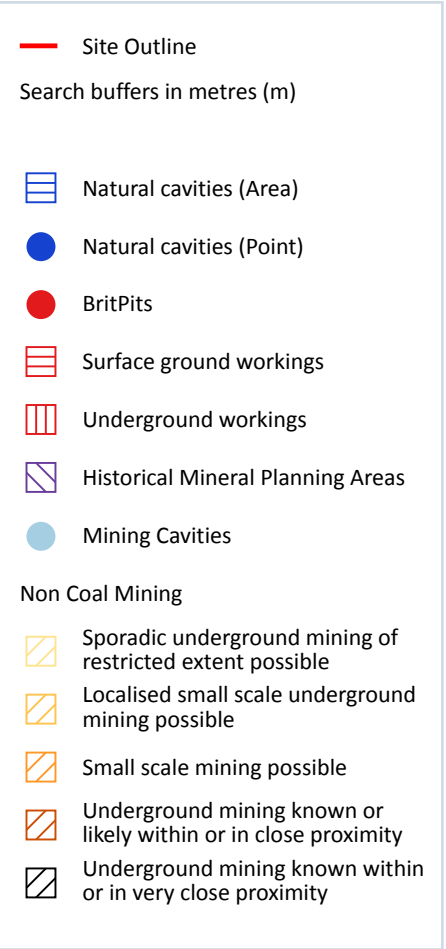 Site Outline
Search buffers in metres (m)
Natural cavities (Area)
Natural cavities (Point)
BritPits
Surface ground workings
Underground workings
Historical Mineral Planning Areas
Mining Cavities
Non Coal Mining
Sporadic underground mining of
restricted extent possible
Localised small scale underground
mining possible
Small scale mining possible
Underground mining known or
likely within or in close proximity
Underground mining known within
or in very close proximity